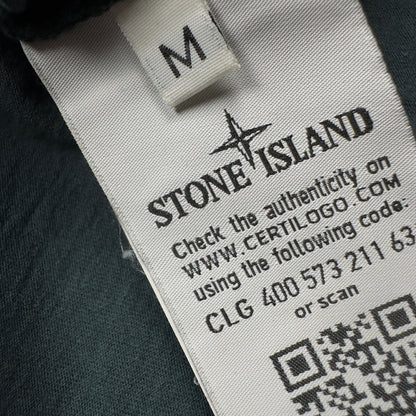 M
STONE ISLAND
Check the authenticity on
WWW.CERTILOGO.COM
using the following code:
CLG 400 573 211 63
or scan